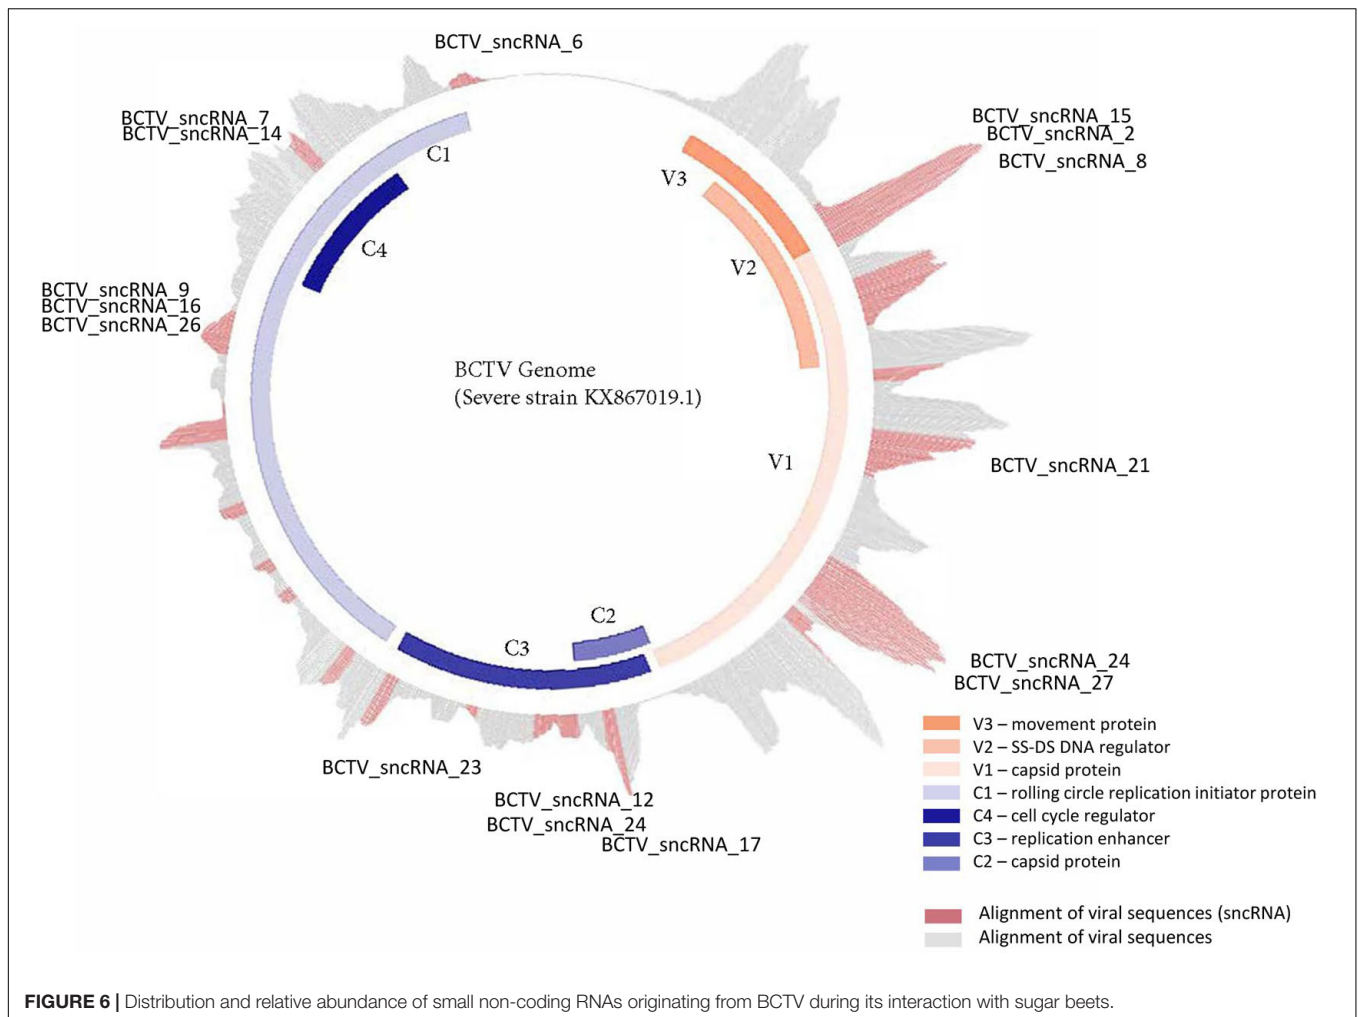 BCTV_sncRNA_6
BCTV_sncRNA_7
BCTV_sncRNA_14
BCTV_sncRNA_15
BCTV_sncRNA_2
BCTV_sncRNA_8
C1
V3
C4
V2
BCTV_sncRNA_9
BCTV_sncRNA_16
BCTV_sncRNA_26
BCTV Genome
(Severe strain KX867019.1)
V1
BCTV_sncRNA_21
C2
C3
BCTV_sncRNA_24
BCTV_sncRNA_27
BCTV_sncRNA_23
BCTV_sncRNA_12
BCTV_sncRNA_24
BCTV_sncRNA_17
V3 – movement protein
V2 – SS-DS DNA regulator
V1 – capsid protein
C1 – rolling circle replication initiator protein
C4 – cell cycle regulator
C3 – replication enhancer
C2 – capsid protein
Alignment of viral sequences (sncRNA)
Alignment of viral sequences
FIGURE 6 | Distribution and relative abundance of small non-coding RNAs originating from BCTV during its interaction with sugar beets.